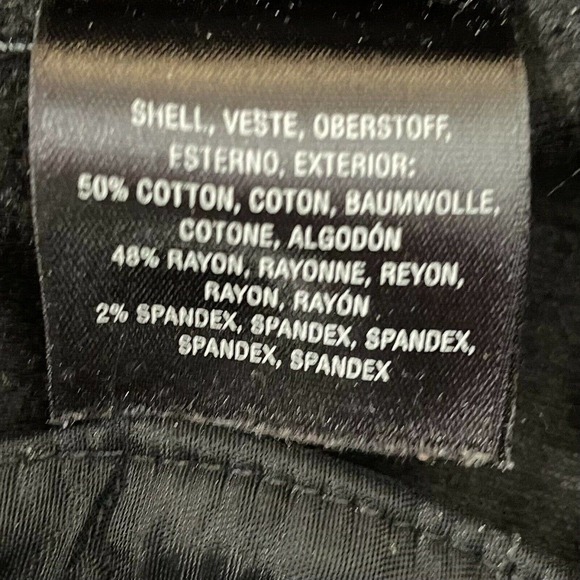 SHELL, VESTE, OBERSTOFF,
ESTERNO, EXTERIOR:
50% COTTON, COTON, BAUMWOLLE,
COTONE, ALGODÓN
48% RAYON, RAYONNE, REYON,
RAYON, RAYÓN
2% SPANDEX, SPANDEX, SPANDEX,
SPANDEX, SPANDEX